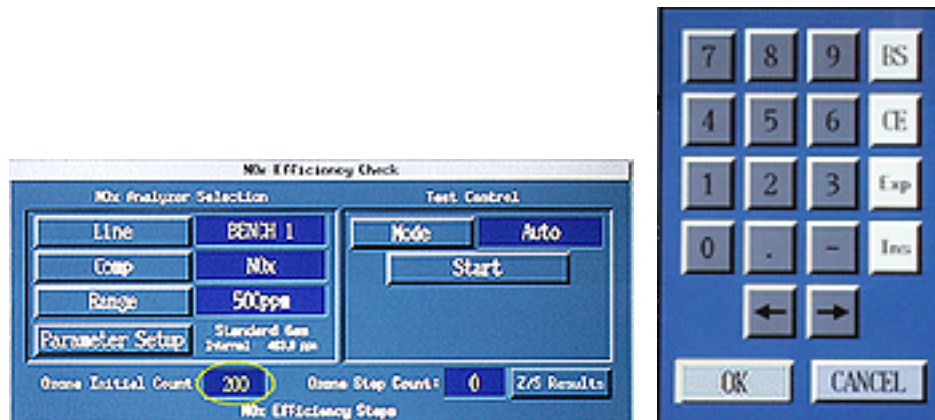 NOx Efficiency Check
NOx Analyzer Selection
Test Control
Line BENCH 1
Mode Auto
Comp NOx
Start
Range 500ppm
Parameter Setup Standard Gas
Internal
Ozone Initial Count 200 Ozone Step Count: 0 Z/S Results
NOx Efficiency Steps
7 8 9 BS
4 5 6 CE
1 2 3 Exp
0 . - Ins
← →
OK CANCEL